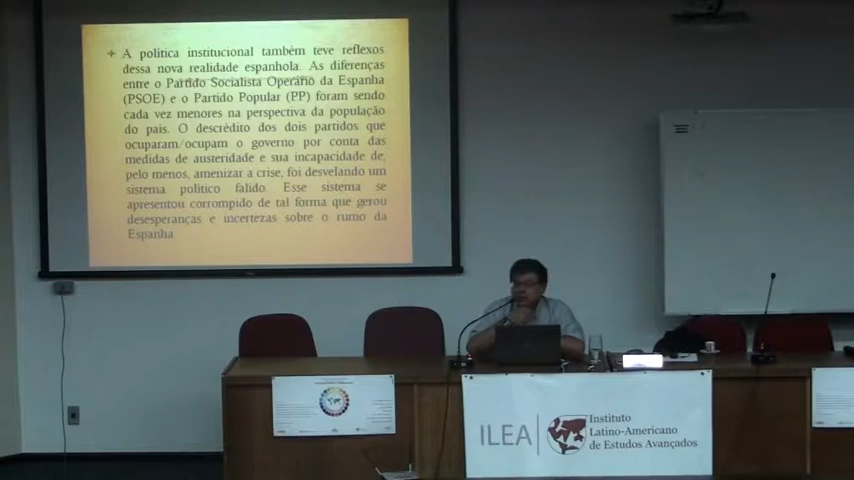 A política institucional também teve reflexos
dessa nova realidade espanhola. As diferenças
entre o Partido Socialista Operário da Espanha
(PSOE) e o Partido Popular (PP) foram sendo
cada vez menores na perspectiva da população
do país. O descrédito dos dois partidos que
ocuparam/ocupam o governo por conta das
medidas de austeridade e sua incapacidade de,
pelo menos, amenizar a crise, foi desvelando um
sistema político falido. Esse sistema se
apresentou corrompido de tal forma que gerou
desesperanças e incertezas sobre o rumo da
Espanha
ILEA
Instituto
Latino-Americano
de Estudos Avançados